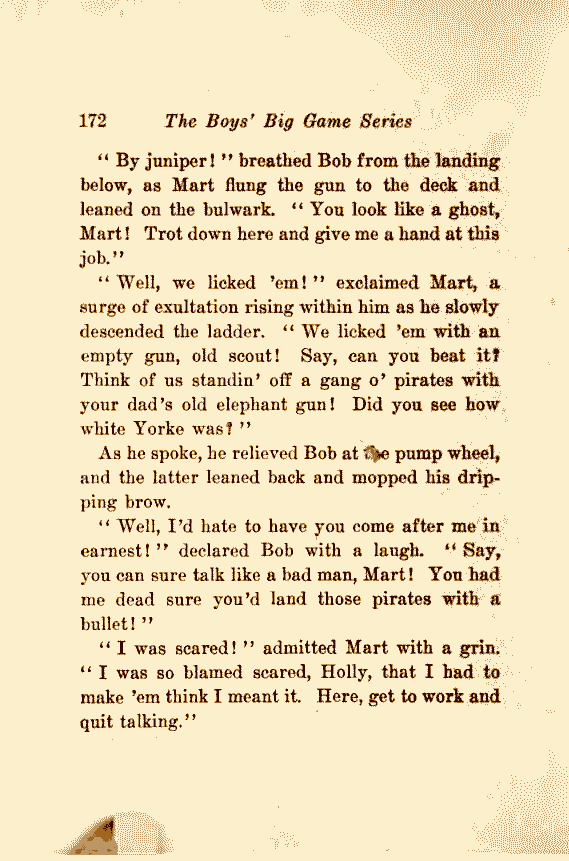 172 The Boys' Big Game Series
" By juniper! " breathed Bob from the landing
below, as Mart flung the gun to the deck and
leaned on the bulwark. " You look like a ghost,
Mart! Trot down here and give me a hand at this
job."
" Well, we licked 'em! " exclaimed Mart, a
surge of exultation rising within him as he slowly
descended the ladder. " We licked 'em with an
empty gun, old scout! Say, can you beat it?
Think of us standin' off a gang o' pirates with
your dad's old elephant gun! Did you see how
white Yorke was? "
As he spoke, he relieved Bob at the pump wheel,
and the latter leaned back and mopped his drip-
ping brow.
" Well, I'd hate to have you come after me in
earnest! " declared Bob with a laugh. " Say,
you can sure talk like a bad man, Mart! You had
me dead sure you'd land those pirates with a
bullet! "
" I was scared! " admitted Mart with a grin.
" I was so blamed scared, Holly, that I had to
make 'em think I meant it. Here, get to work and
quit talking."